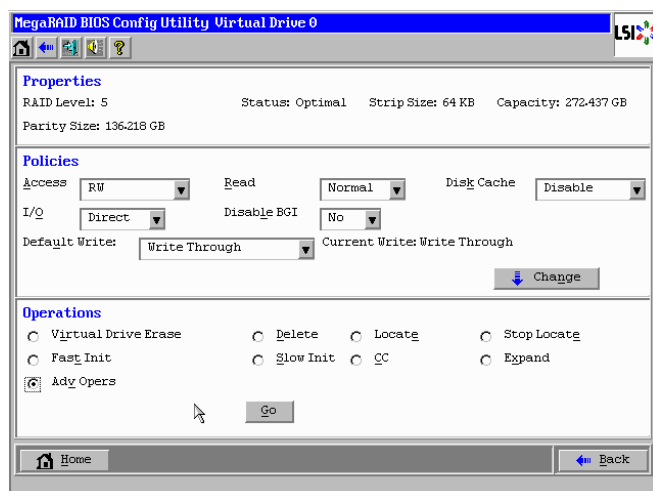 MegaRAID BIOS Config Utility Virtual Drive 0
LSI
Properties
RAID Level: 5 Status: Optimal Strip Size: 64 KB Capacity: 272.437 GB
Parity Size: 136.218 GB
Policies
Access RW Read Normal Disk Cache Disable
I/O Direct Disable BGI No
Default Write: Write Through Current Write: Write Through
Change
Operations
Virtual Drive Erase Delete Locate Stop Locate
Fast Init Slow Init CC Expand
Adv Opers
Go
Home Back